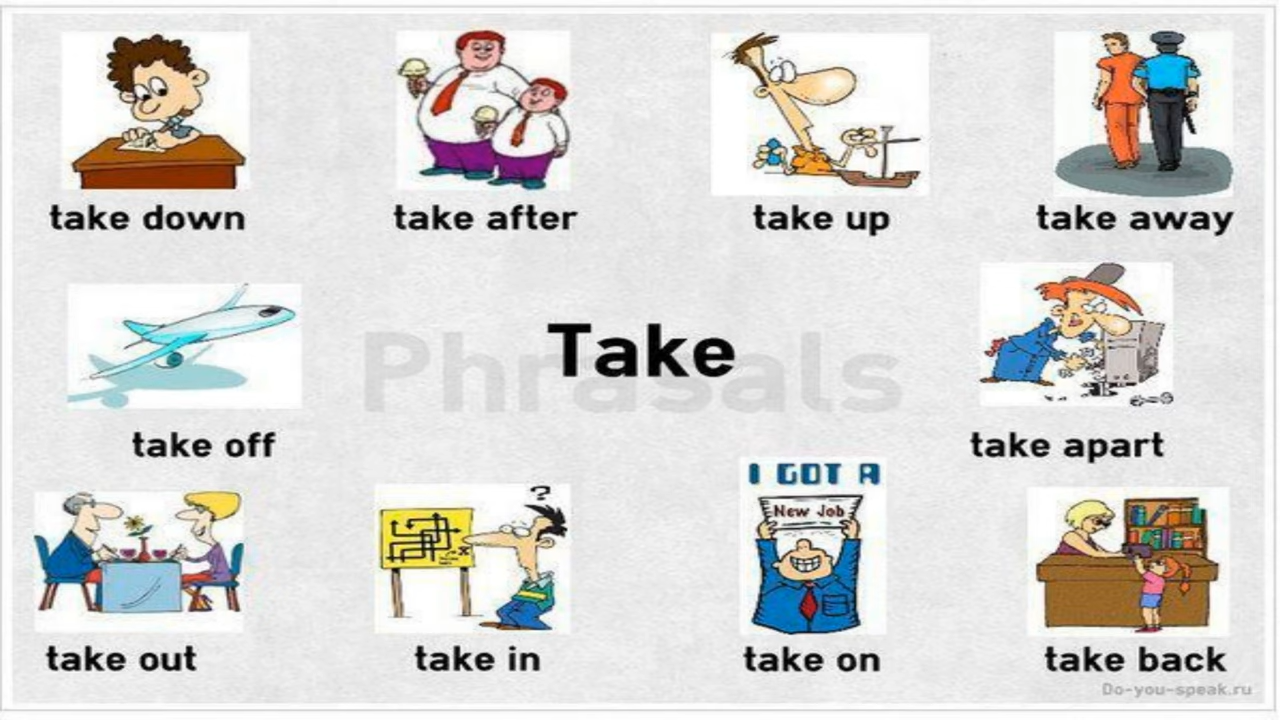 take down
take after
take up
take away
Phrasals
Take
take off
take apart
I GOT A
New Job
?
take out
take in
take on
take back
Do-you-speak.ru